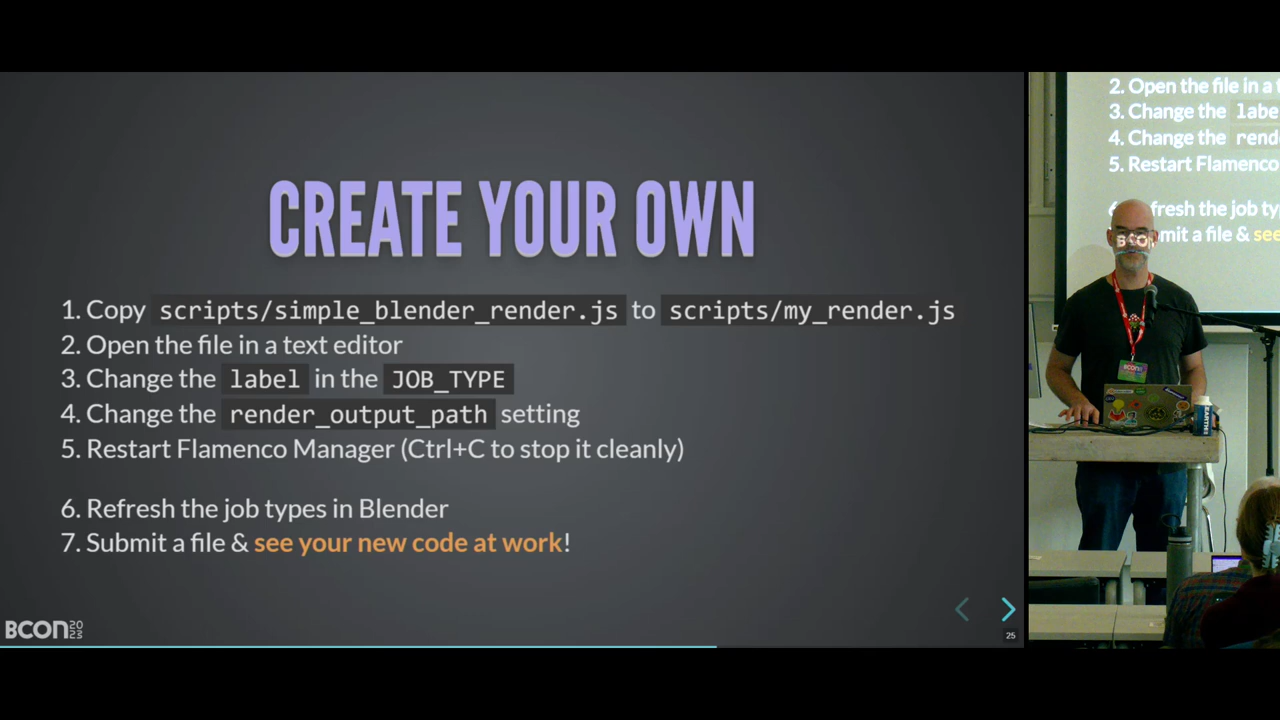 CREATE YOUR OWN
1. Copy scripts/simple_blender_render.js to scripts/my_render.js
2. Open the file in a text editor
3. Change the label in the JOB_TYPE
4. Change the render_output_path setting
5. Restart Flamenco Manager (Ctrl+C to stop it cleanly)
6. Refresh the job types in Blender
7. Submit a file & see your new code at work!
BCON 2023
25
2. Open the file in a t
3. Change the labe
4. Change the rend
5. Restart Flamenco
fresh the job ty
mit a file & see
BCON
BCON
EARTH